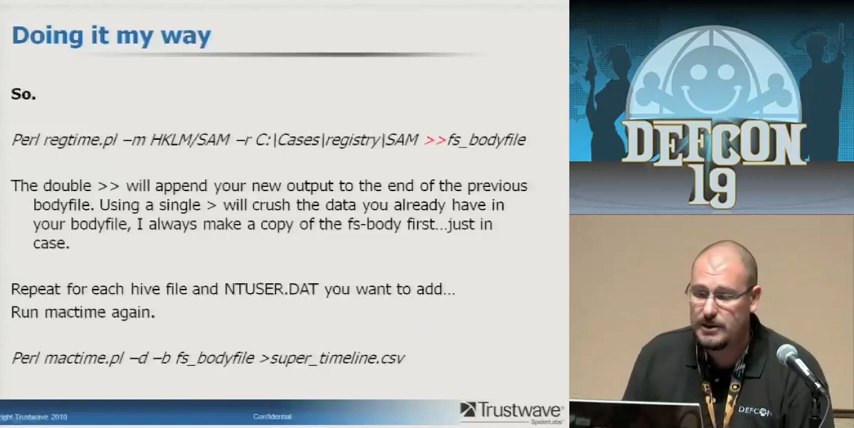 Doing it my way
So.
Perl regtime.pl –m HKLM/SAM –r C:\Cases\registry\SAM >>fs_bodyfile
The double >> will append your new output to the end of the previous
bodyfile. Using a single > will crush the data you already have in
your bodyfile, I always make a copy of the fs-body first…just in
case.
Repeat for each hive file and NTUSER.DAT you want to add…
Run mactime again.
Perl mactime.pl –d –b fs_bodyfile >super_timeline.csv
right Trustwave 2010
Confidential
Trustwave®
SpiderLabs®
DEFCON
19
DEFCON